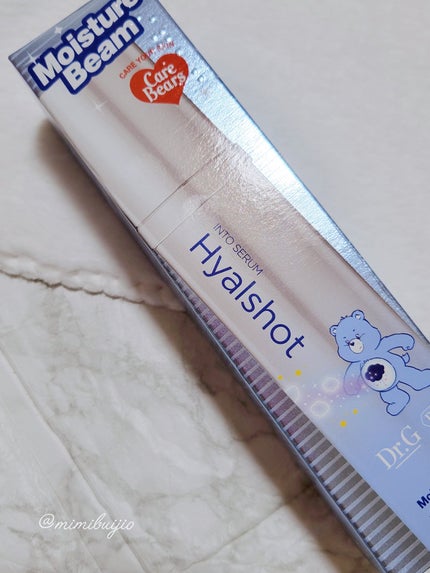 Moisture
Beam
CARE YOUR SKIN
Care
Bears
INTO SERUM
Hyalshot
Dr.G
@mimibuijio